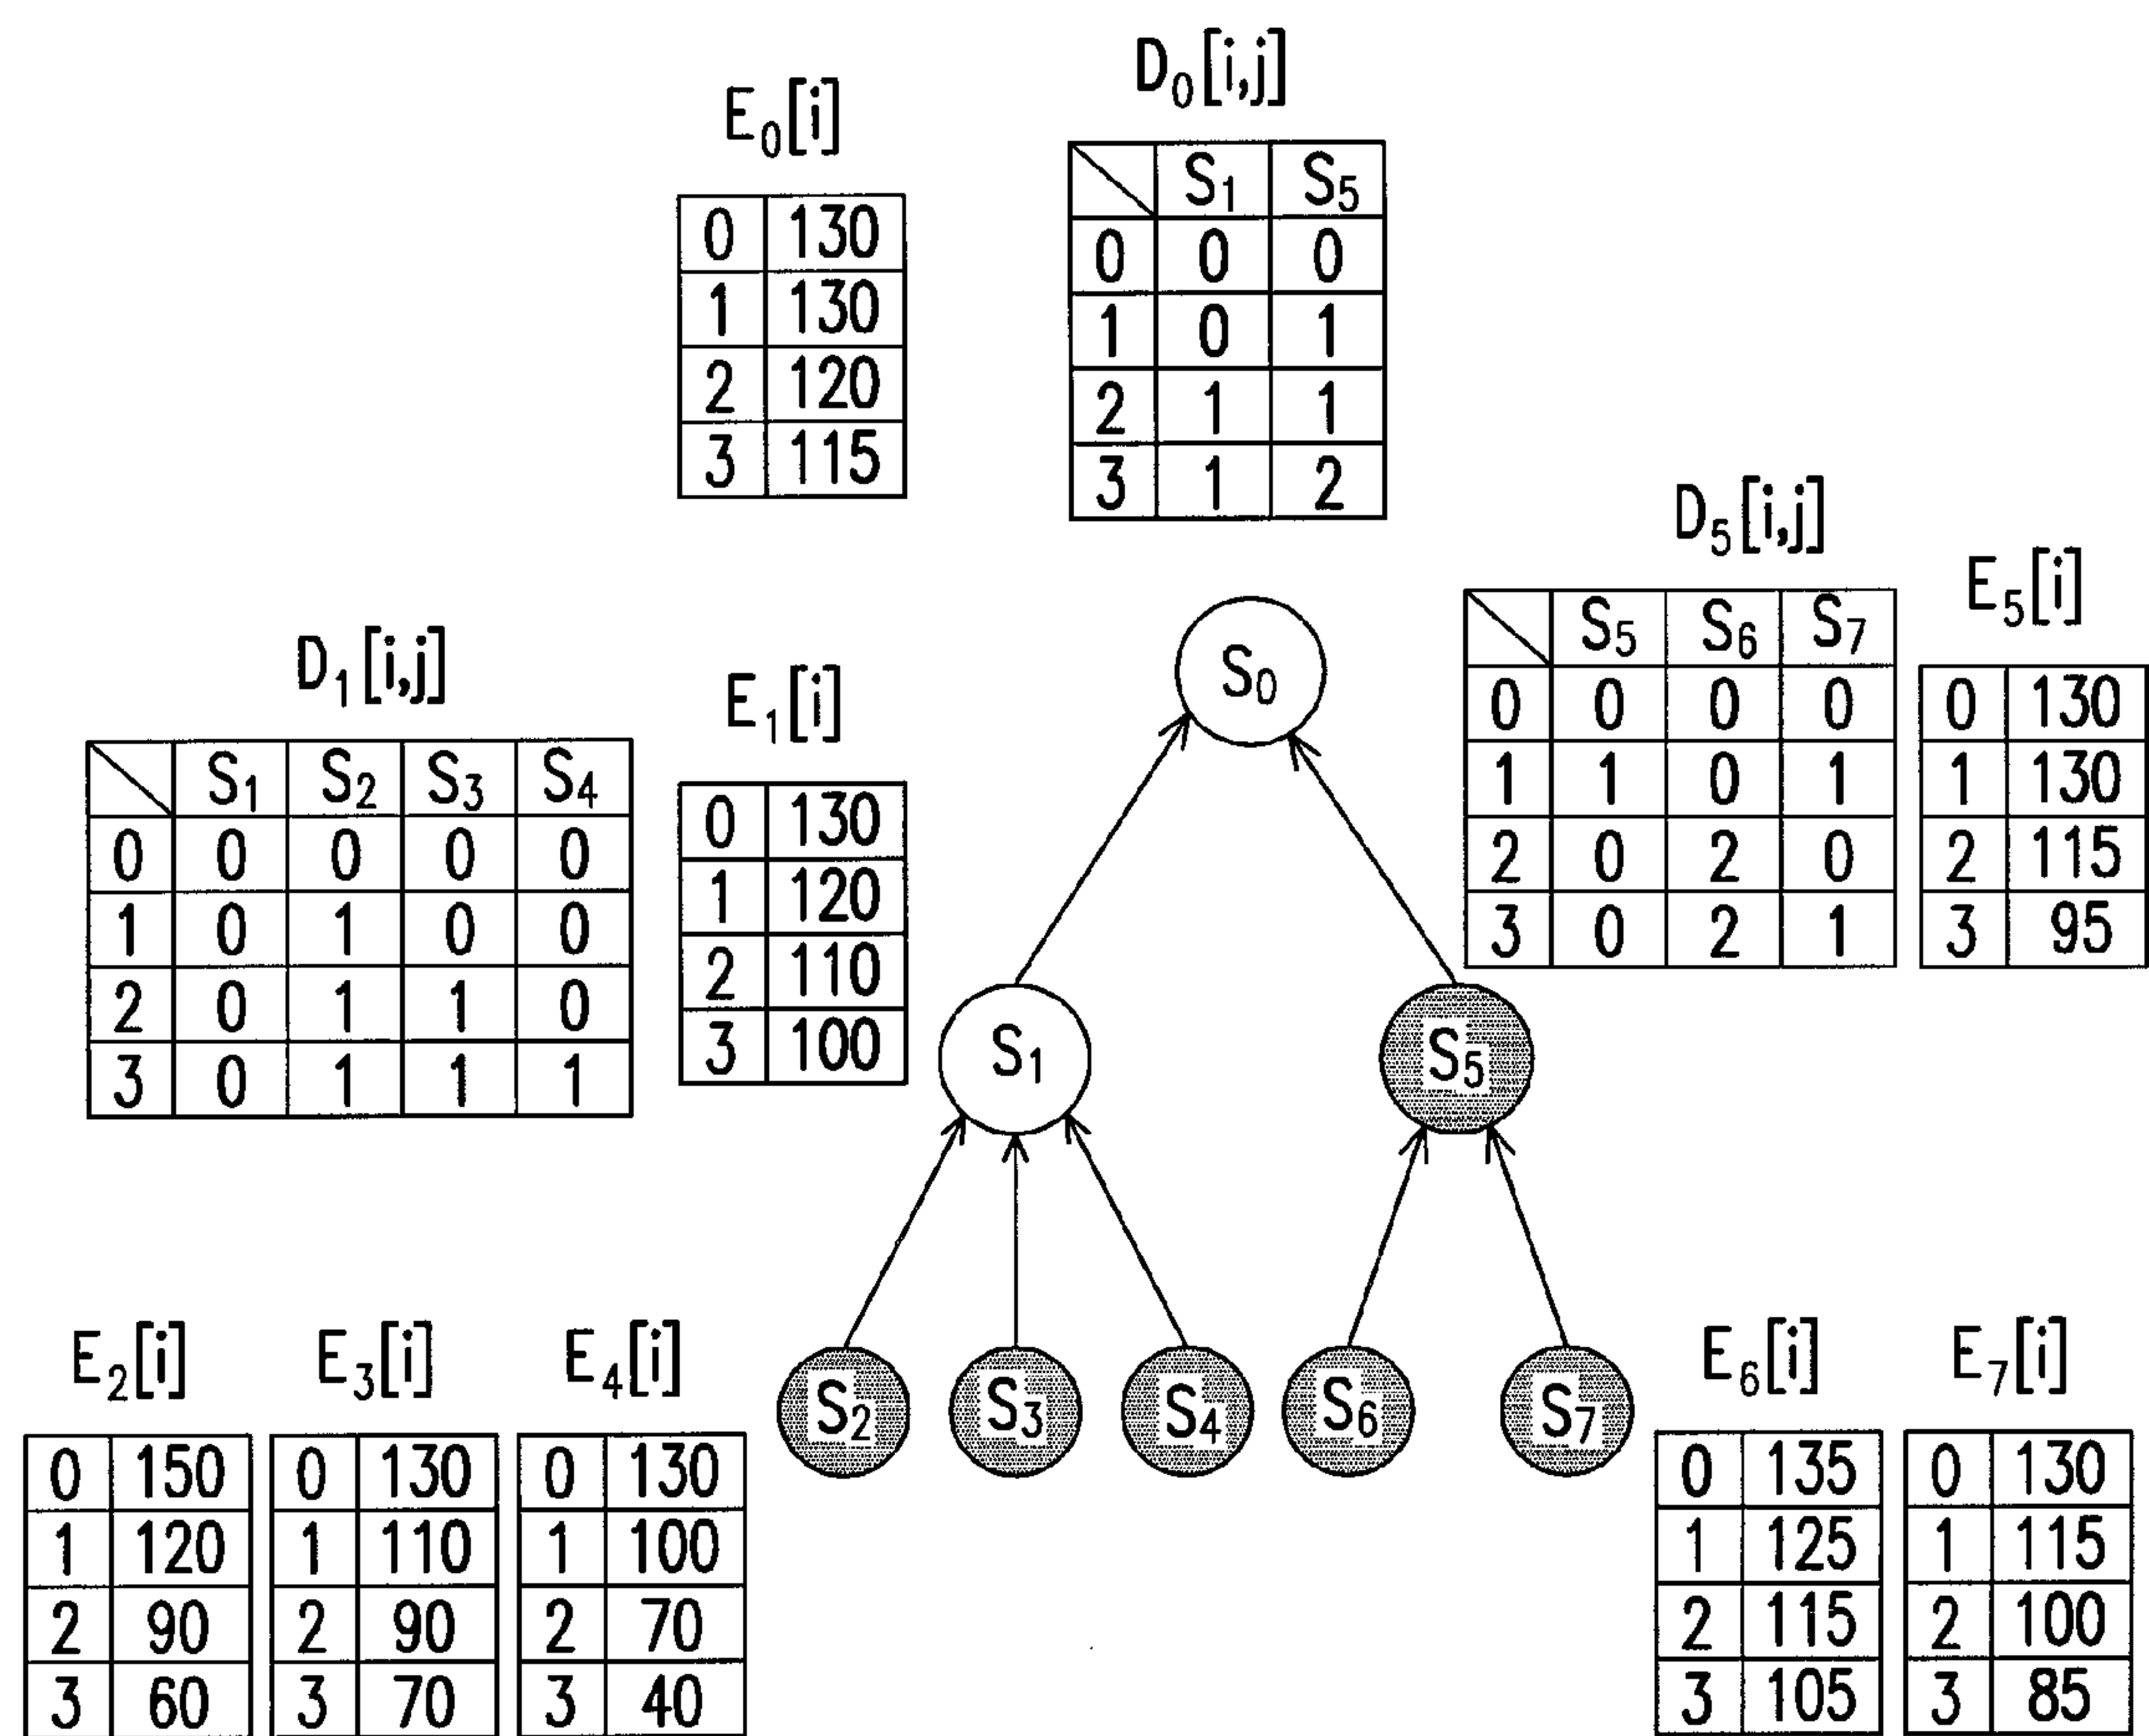 E0[i]
0 130
1 130
2 120
3 115
D0[i,j]
S1 S5
0 0 0
1 0 1
2 1 1
3 1 2
D5[i,j]
S5 S6 S7
0 0 0 0
1 1 0 1
2 0 2 0
3 0 2 1
E5[i]
0 130
1 130
2 115
3 95
D1[i,j]
S1 S2 S3 S4
0 0 0 0 0
1 0 1 0 0
2 0 1 1 0
3 0 1 1 1
E1[i]
0 130
1 120
2 110
3 100
S0
S1
S5
S2
S3
S4
S6
S7
E2[i]
0 150
1 120
2 90
3 60
E3[i]
0 130
1 110
2 90
3 70
E4[i]
0 130
1 100
2 70
3 40
E6[i]
0 135
1 125
2 115
3 105
E7[i]
0 130
1 115
2 100
3 85